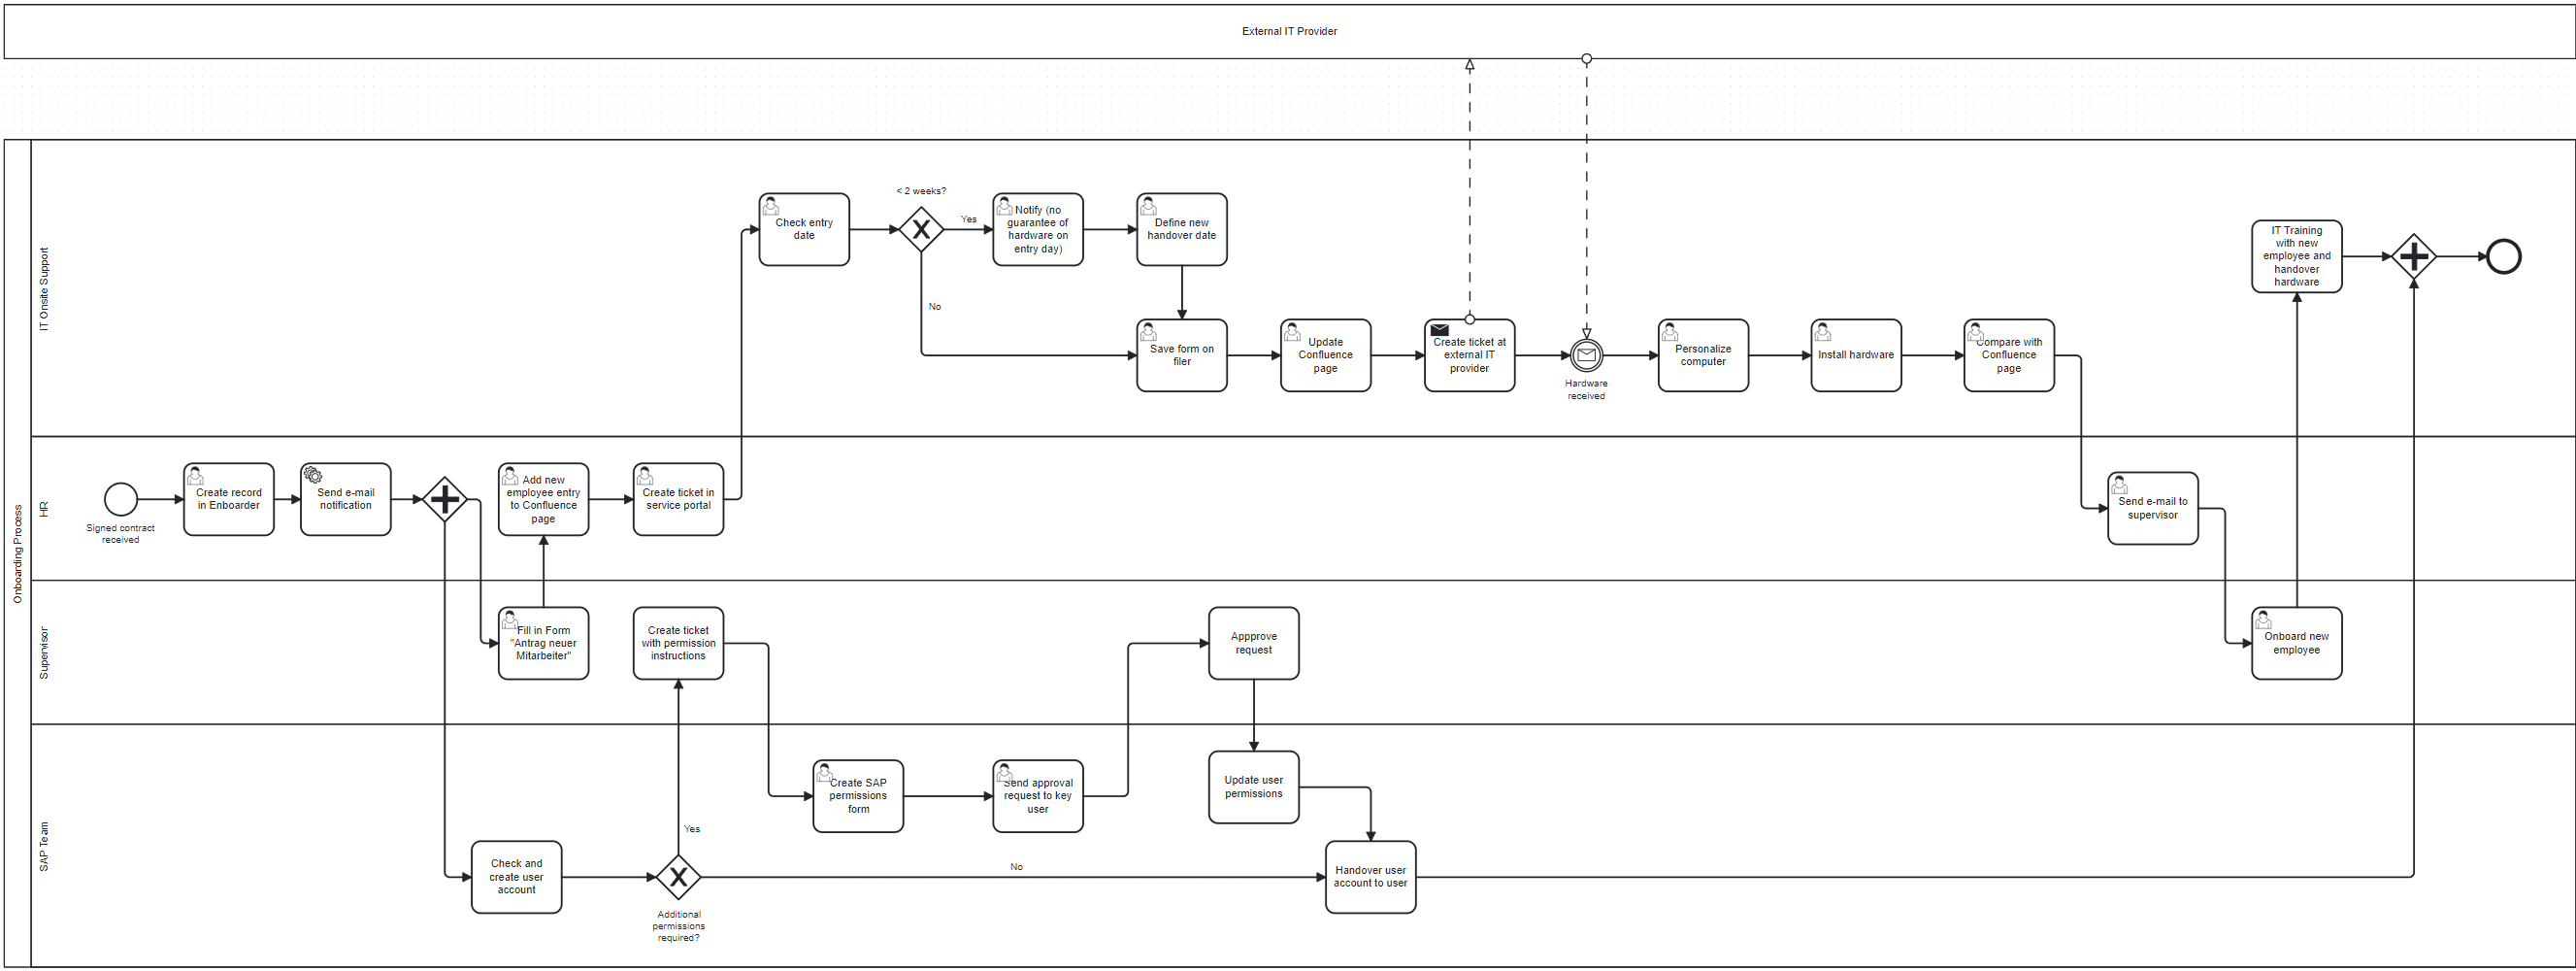 External IT Provider
Onboarding Process
IT Onsite Support
Check entry
date
< 2 weeks?
Yes
No
Notify (no
guarantee of
hardware on
entry day)
Define new
handover date
Save form on
filer
Update
Confluence
page
Create ticket at
external IT
provider
Hardware
received
Personalize
computer
Install hardware
Compare with
Confluence
page
IT Training
with new
employee and
handover
hardware
HR
Signed contract
received
Create record
in Enboarder
Send e-mail
notification
Add new
employee entry
to Confluence
page
Create ticket in
service portal
Send e-mail to
supervisor
Supervisor
Fill in Form
"Antrag neuer
Mitarbeiter"
Create ticket
with permission
instructions
Appprove
request
Onboard new
employee
SAP Team
Check and
create user
account
Additional
permissions
required?
Yes
No
Create SAP
permissions
form
Send approval
request to key
user
Update user
permissions
Handover user
account to user